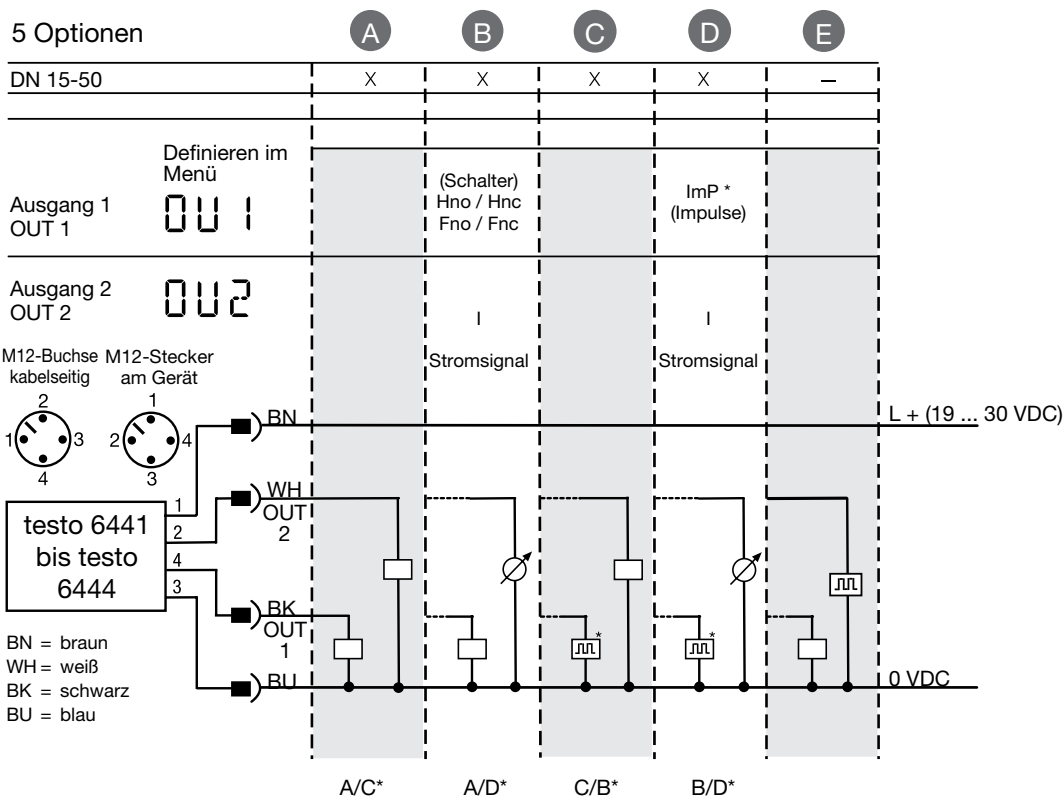 5 Optionen
A B C D E
DN 15-50 X X X X –
Definieren im
Menü
Ausgang 1
OUT 1
OU1
(Schalter)
Hno / Hnc
Fno / Fnc
ImP *
(Impulse)
Ausgang 2
OUT 2
OU2
I
Stromsignal
I
Stromsignal
M12-Buchse
kabelseitig
M12-Stecker
am Gerät
2
1 3
4
1
2 4
3
BN
L + (19 ... 30 VDC)
WH
OUT
2
testo 6441
bis testo
6444
1
2
4
3
BK
OUT
1
*
*
BU
0 VDC
BN = braun
WH = weiß
BK = schwarz
BU = blau
A/C* A/D* C/B* B/D*